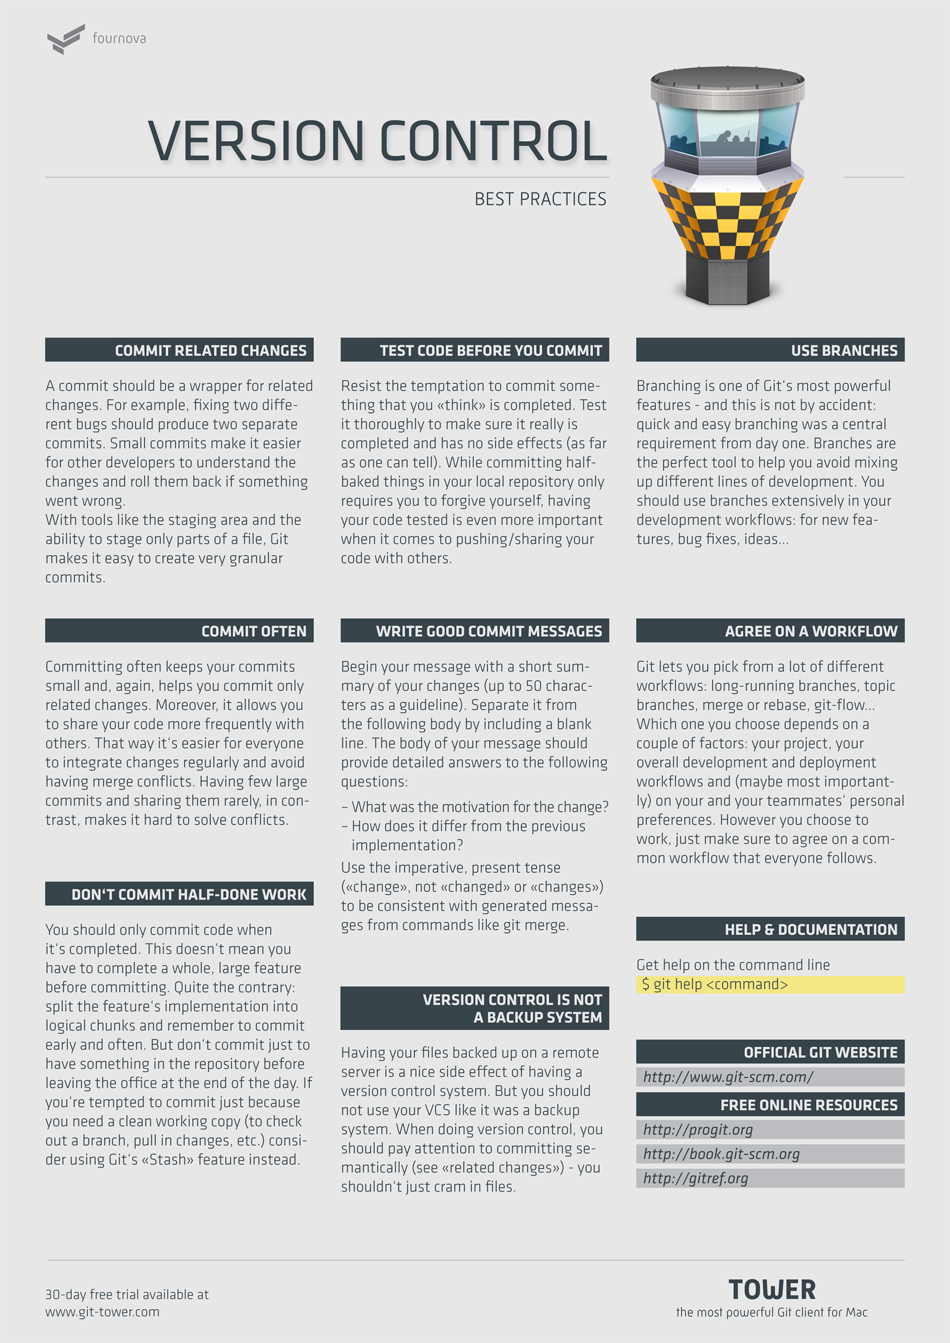 fournova
VERSION CONTROL
BEST PRACTICES
COMMIT RELATED CHANGES
A commit should be a wrapper for related
changes. For example, fixing two diffe-
rent bugs should produce two separate
commits. Small commits make it easier
for other developers to understand the
changes and roll them back if something
went wrong.
With tools like the staging area and the
ability to stage only parts of a file, Git
makes it easy to create very granular
commits.
COMMIT OFTEN
Committing often keeps your commits
small and, again, helps you commit only
related changes. Moreover, it allows you
to share your code more frequently with
others. That way it‘s easier for everyone
to integrate changes regularly and avoid
having merge conflicts. Having few large
commits and sharing them rarely, in con-
trast, makes it hard to solve conflicts.
DON‘T COMMIT HALF-DONE WORK
You should only commit code when
it‘s completed. This doesn‘t mean you
have to complete a whole, large feature
before committing. Quite the contrary:
split the feature‘s implementation into
logical chunks and remember to commit
early and often. But don‘t commit just to
have something in the repository before
leaving the office at the end of the day. If
you‘re tempted to commit just because
you need a clean working copy (to check
out a branch, pull in changes, etc.) consi-
der using Git‘s «Stash» feature instead.
TEST CODE BEFORE YOU COMMIT
Resist the temptation to commit some-
thing that you «think» is completed. Test
it thoroughly to make sure it really is
completed and has no side effects (as far
as one can tell). While committing half-
baked things in your local repository only
requires you to forgive yourself, having
your code tested is even more important
when it comes to pushing/sharing your
code with others.
WRITE GOOD COMMIT MESSAGES
Begin your message with a short sum-
mary of your changes (up to 50 charac-
ters as a guideline). Separate it from
the following body by including a blank
line. The body of your message should
provide detailed answers to the following
questions:
– What was the motivation for the change?
– How does it differ from the previous
implementation?
Use the imperative, present tense
(«change», not «changed» or «changes»)
to be consistent with generated messa-
ges from commands like git merge.
VERSION CONTROL IS NOT
A BACKUP SYSTEM
Having your files backed up on a remote
server is a nice side effect of having a
version control system. But you should
not use your VCS like it was a backup
system. When doing version control, you
should pay attention to committing se-
mantically (see «related changes») - you
shouldn‘t just cram in files.
USE BRANCHES
Branching is one of Git‘s most powerful
features - and this is not by accident:
quick and easy branching was a central
requirement from day one. Branches are
the perfect tool to help you avoid mixing
up different lines of development. You
should use branches extensively in your
development workflows: for new fea-
tures, bug fixes, ideas...
AGREE ON A WORKFLOW
Git lets you pick from a lot of different
workflows: long-running branches, topic
branches, merge or rebase, git-flow...
Which one you choose depends on a
couple of factors: your project, your
overall development and deployment
workflows and (maybe most important-
ly) on your and your teammates‘ personal
preferences. However you choose to
work, just make sure to agree on a com-
mon workflow that everyone follows.
HELP & DOCUMENTATION
Get help on the command line
$ git help <command>
OFFICIAL GIT WEBSITE
http://www.git-scm.com/
FREE ONLINE RESOURCES
http://progit.org
http://book.git-scm.org
http://gitref.org
30-day free trial available at
www.git-tower.com
TOWER
the most powerful Git client for Mac